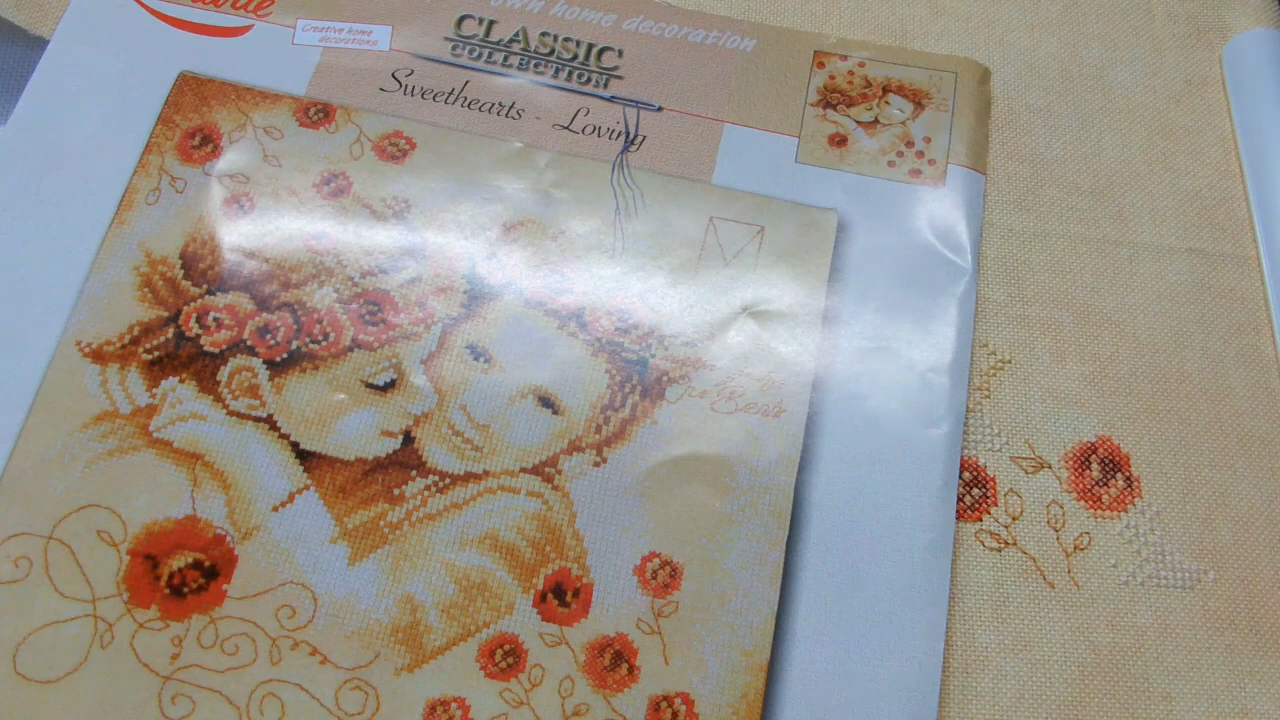 own home decoration
Creative home
decorations
CLASSIC
COLLECTION
Sweethearts - Loving